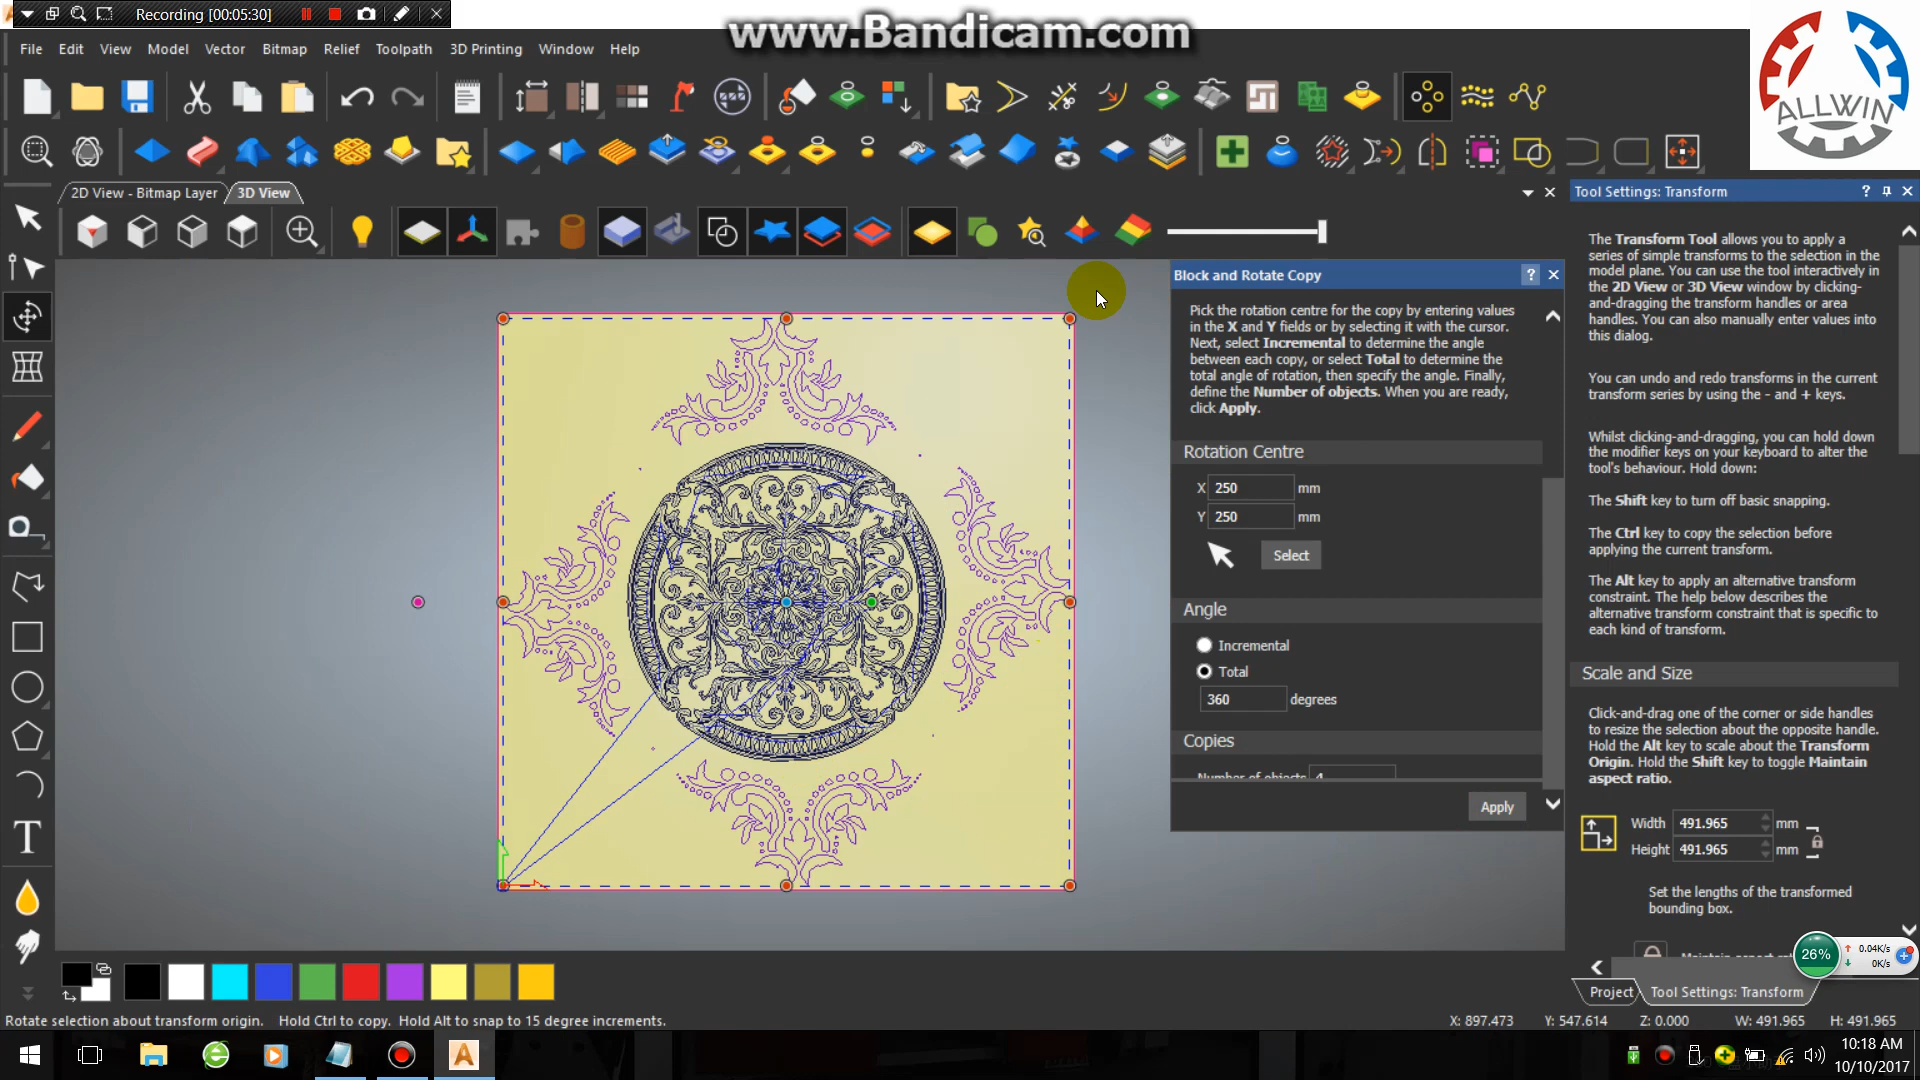 Recording [00:05:30]
www.Bandicam.com
File Edit View Model Vector Bitmap Relief Toolpath 3D Printing Window Help
ALLWIN
2D View - Bitmap Layer 3D View
Tool Settings: Transform
The Transform Tool allows you to apply a
series of simple transforms to the selection in the
model plane. You can use the tool interactively in
the 2D View or 3D View window by clicking-
and-dragging the transform handles or area
handles. You can also manually enter values into
this dialog.
You can undo and redo transforms in the current
transform series by using the - and + keys.
Whilst clicking-and-dragging, you can hold down
the modifier keys on your keyboard to alter the
tool's behaviour. Hold down:
The Shift key to turn off basic snapping.
The Ctrl key to copy the selection before
applying the current transform.
The Alt key to apply an alternative transform
constraint. The help below describes the
alternative transform constraint that is specific to
each kind of transform.
Scale and Size
Click-and-drag one of the corner or side handles
to resize the selection about the opposite handle.
Hold the Alt key to scale about the Transform
Origin. Hold the Shift key to toggle Maintain
aspect ratio.
Width 491.965 mm
Height 491.965 mm
Set the lengths of the transformed
bounding box.
Block and Rotate Copy
Pick the rotation centre for the copy by entering values
in the X and Y fields or by selecting it with the cursor.
Next, select Incremental to determine the angle
between each copy, or select Total to determine the
total angle of rotation, then specify the angle. Finally,
define the Number of objects. When you are ready,
click Apply.
Rotation Centre
X 250 mm
Y 250 mm
Select
Angle
Incremental
Total
360 degrees
Copies
Number of objects 4
Apply
26% 0.04K/s
0K/s
Project Tool Settings: Transform
Rotate selection about transform origin. Hold Ctrl to copy. Hold Alt to snap to 15 degree increments.
X: 897.473 Y: 547.614 Z: 0.000 W: 491.965 H: 491.965
10:18 AM
10/10/2017